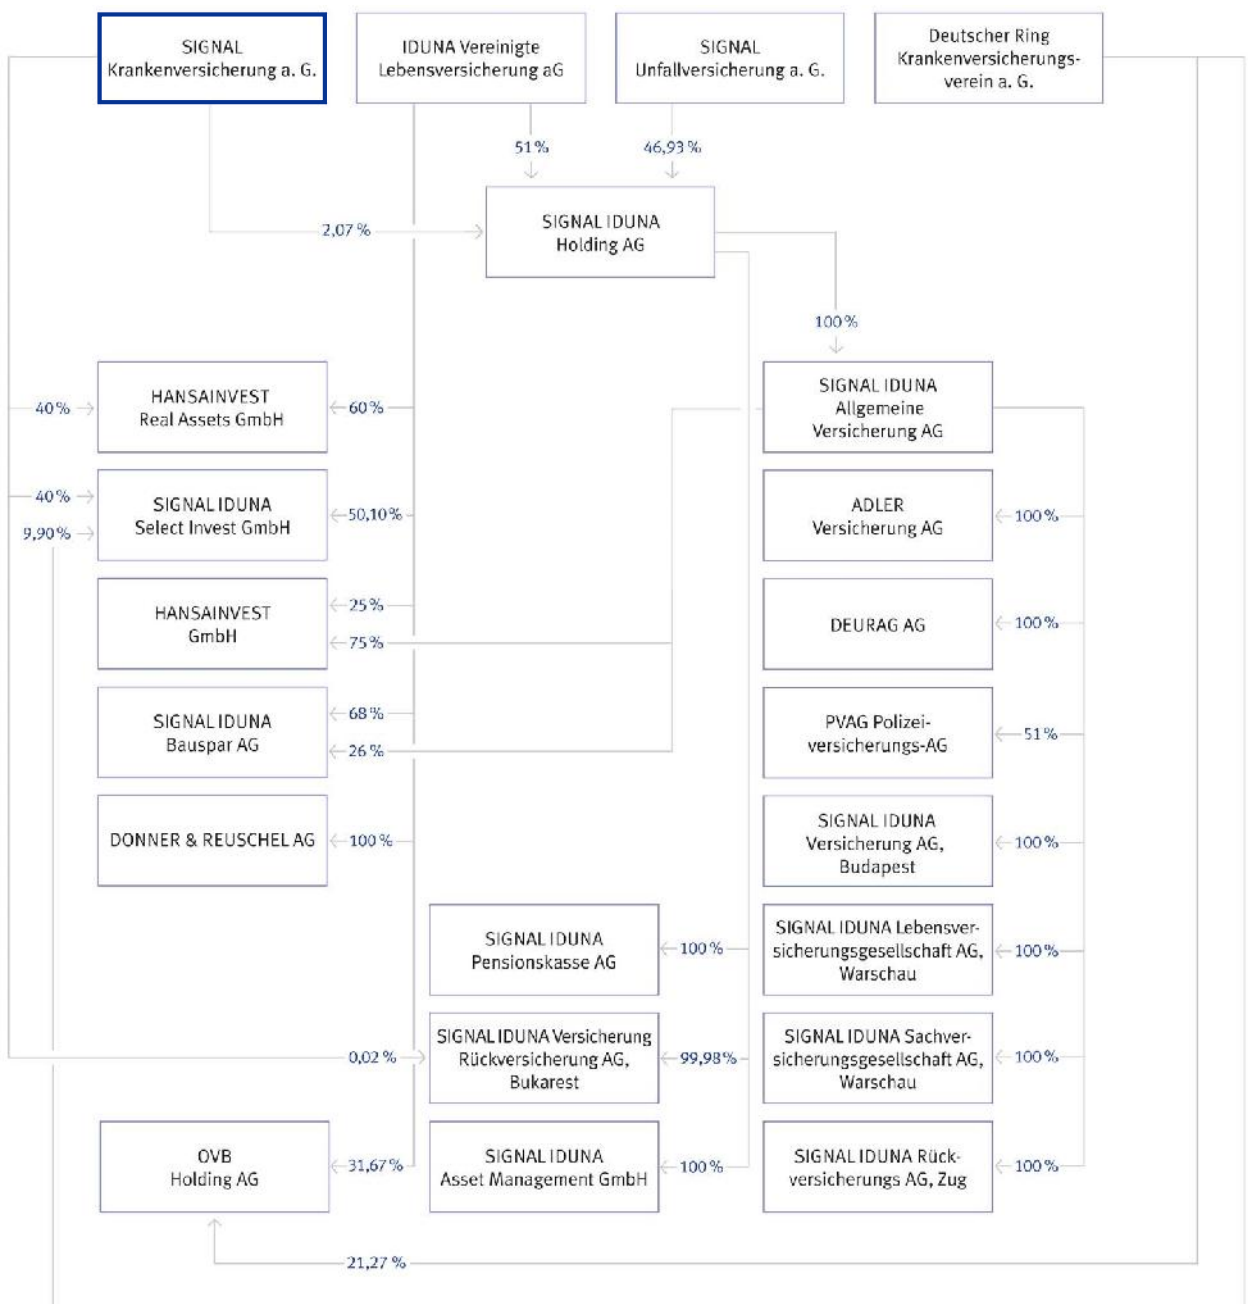 SIGNAL
Krankenversicherung a. G.
IDUNA Vereinigte
Lebensversicherung aG
SIGNAL
Unfallversicherung a. G.
Deutscher Ring
Krankenversicherungs-
verein a. G.
51%
46,93 %
2,07 %
SIGNAL IDUNA
Holding AG
100 %
40 %
HANSAINVEST
Real Assets GmbH
60 %
SIGNAL IDUNA
Allgemeine
Versicherung AG
40 %
9,90 %
SIGNAL IDUNA
Select Invest GmbH
50,10 %
ADLER
Versicherung AG
100 %
HANSAINVEST
GmbH
25 %
75 %
DEURAG AG
100 %
SIGNAL IDUNA
Bauspar AG
68 %
26 %
PVAG Polizei-
versicherungs-AG
51 %
DONNER & REUSCHEL AG
100 %
SIGNAL IDUNA
Versicherung AG,
Budapest
100 %
SIGNAL IDUNA
Pensionskasse AG
100 %
SIGNAL IDUNA Lebensver-
sicherungsgesellschaft AG,
Warschau
100 %
0,02 %
SIGNAL IDUNA Versicherung
Rückversicherung AG,
Bukarest
99,98%
SIGNAL IDUNA Sachver-
sicherungsgesellschaft AG,
Warschau
100 %
OVB
Holding AG
31,67 %
SIGNAL IDUNA
Asset Management GmbH
100 %
SIGNAL IDUNA Rück-
versicherungs AG, Zug
100 %
21,27 %